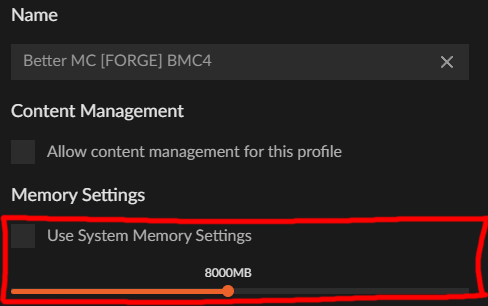 Name
Better MC [FORGE] BMC4
Content Management
Allow content management for this profile
Memory Settings
Use System Memory Settings
8000MB